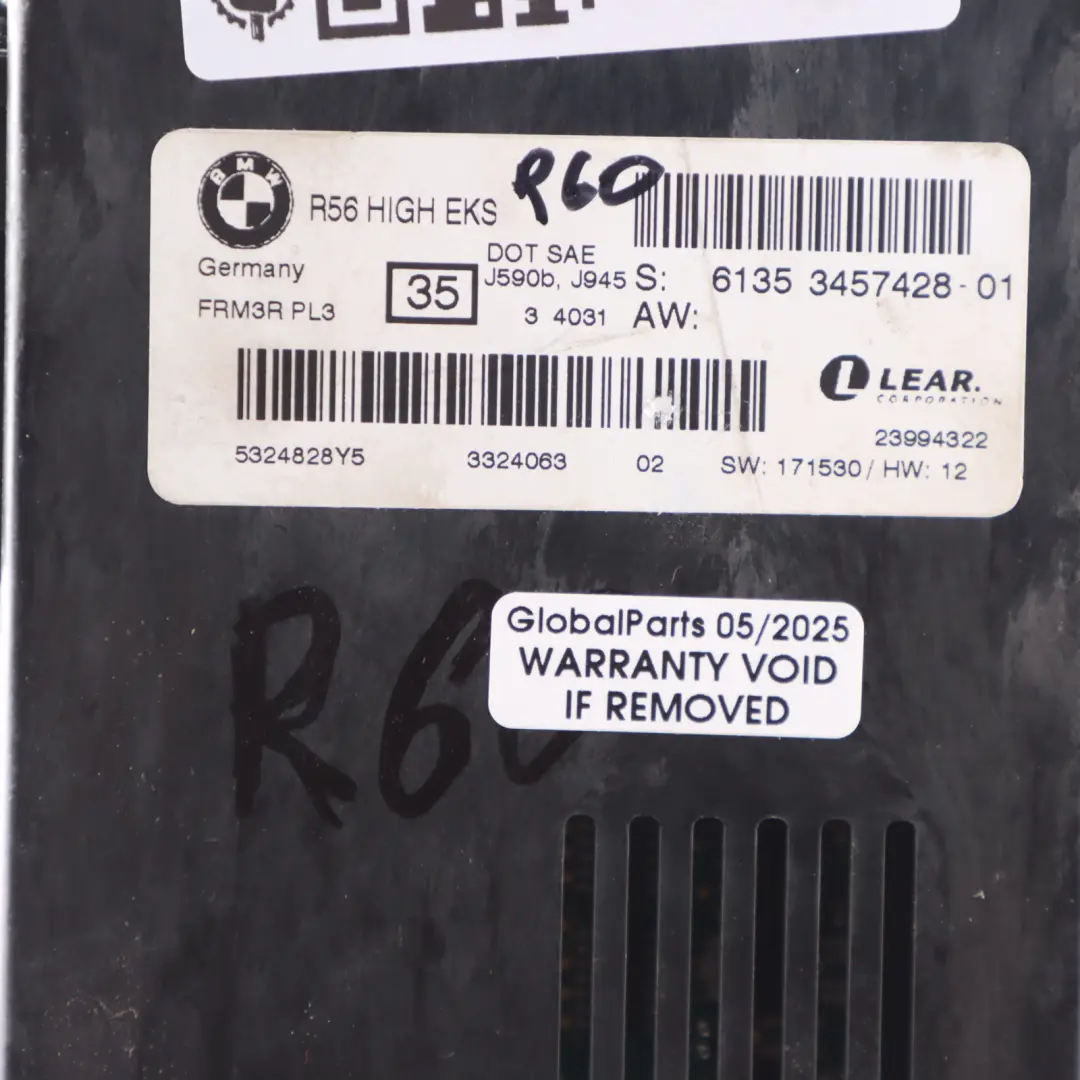 BMW
R56 HIGH EKS
R60
Germany
FRM3R PL3
35
DOT SAE
J590b, J945
3 4031
S: 6135 3457428-01
AW:
LEAR.
CORPORATION
23994322
5324828Y5 3324063 02 SW: 171530/ HW: 12
R60
GlobalParts 05/2025
WARRANTY VOID
IF REMOVED